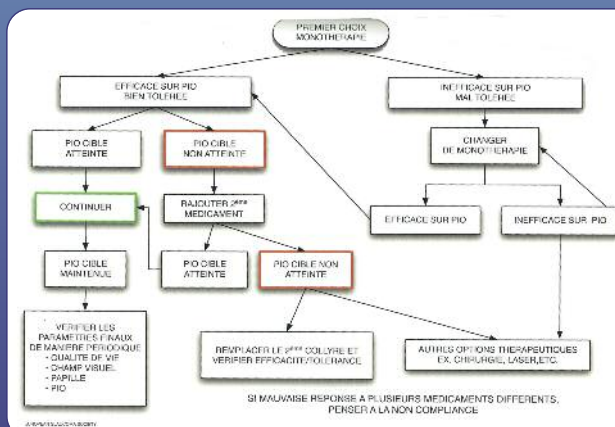 PREMIER CHOIX
MONOTHERAPIE
EFFICACE SUR PIO
BIEN TOLEREE
INEFFICACE SUR PIO
MAL TOLEREE
PIO CIBLE
ATTEINTE
PIO CIBLE
NON ATTEINTE
CHANGER
DE MONOTHERAPIE
CONTINUER
RAJOUTER 2ème
MEDICAMENT
EFFICACE SUR PIO
INEFFICACE SUR PIO
PIO CIBLE
MAINTENUE
PIO CIBLE
ATTEINTE
PIO CIBLE NON
ATTEINTE
VERIFIER LES
PARAMETRES FINAUX
DE MANIERE PERIODIQUE
• QUALITE DE VIE
• CHAMP VISUEL
• PAPILLE
• PIO
REMPLACER LE 2ème COLLYRE ET
VERIFIER EFFICACITE/TOLERANCE
AUTRES OPTIONS THERAPEUTIQUES
EX. CHIRURGIE, LASER, ETC.
SI MAUVAISE REPONSE A PLUSIEURS MEDICAMENTS DIFFERENTS,
PENSER A LA NON COMPLIANCE